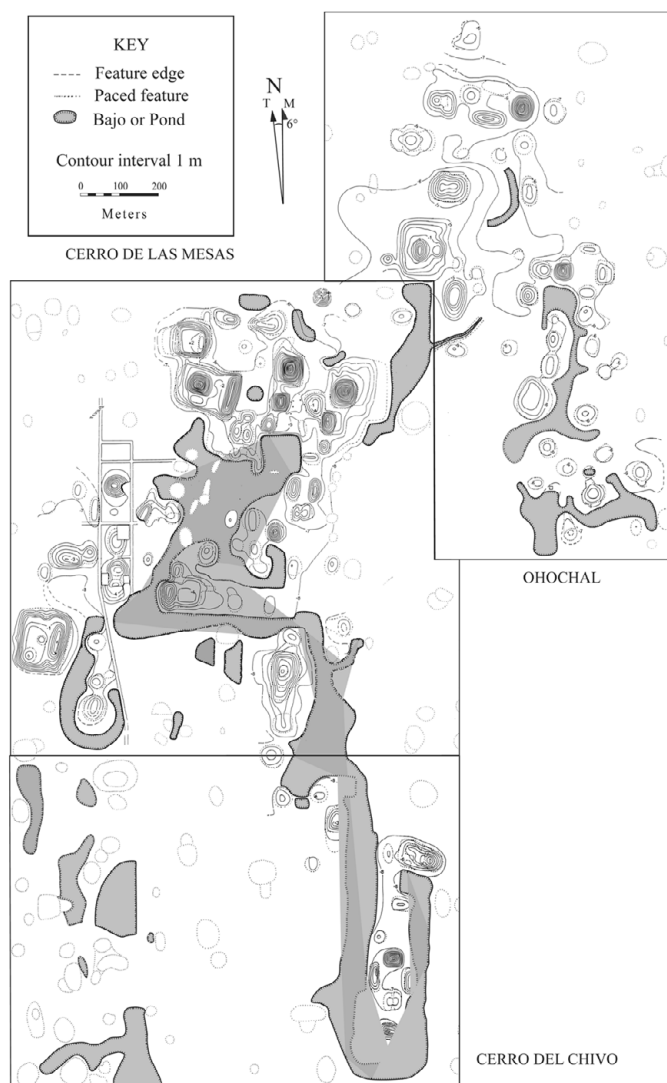 KEY
Feature edge
Paced feature
Bajo or Pond
Contour interval 1 m
0 100 200
Meters
N
T M
6°
CERRO DE LAS MESAS
OHOCHAL
CERRO DEL CHIVO